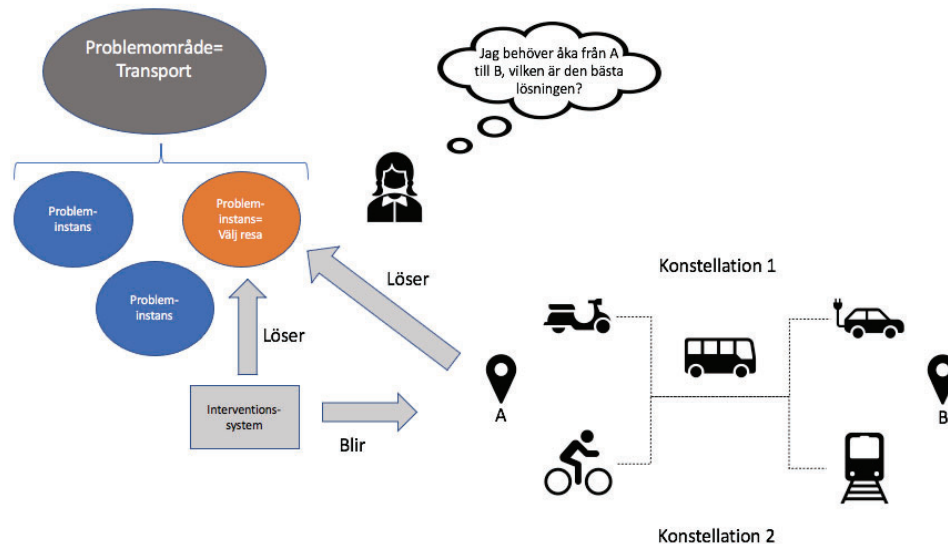 Problemområde=
Transport
Jag behöver åka från A
till B, vilken är den bästa
lösningen?
Problem-
instans
Problem-
instans=
Välj resa
Problem-
instans
Löser
Löser
Interventions-
system
Blir
Konstellation 1
A
B
Konstellation 2